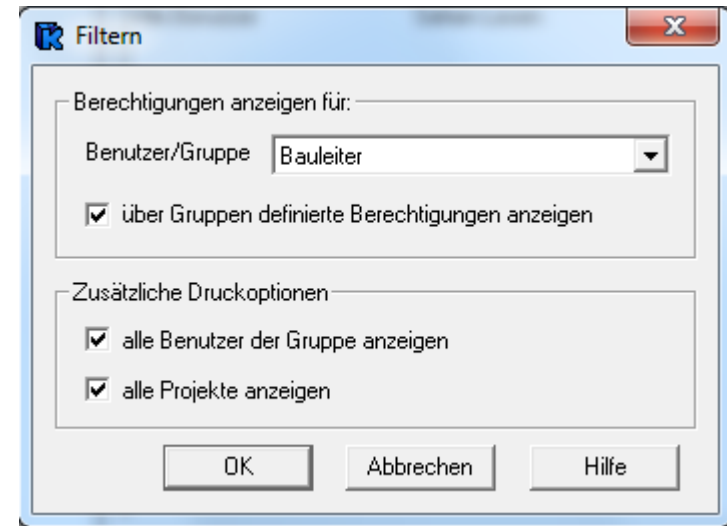 Filtern
Berechtigungen anzeigen für:
Benutzer/Gruppe Bauleiter
über Gruppen definierte Berechtigungen anzeigen
Zusätzliche Druckoptionen
alle Benutzer der Gruppe anzeigen
alle Projekte anzeigen
OK Abbrechen Hilfe